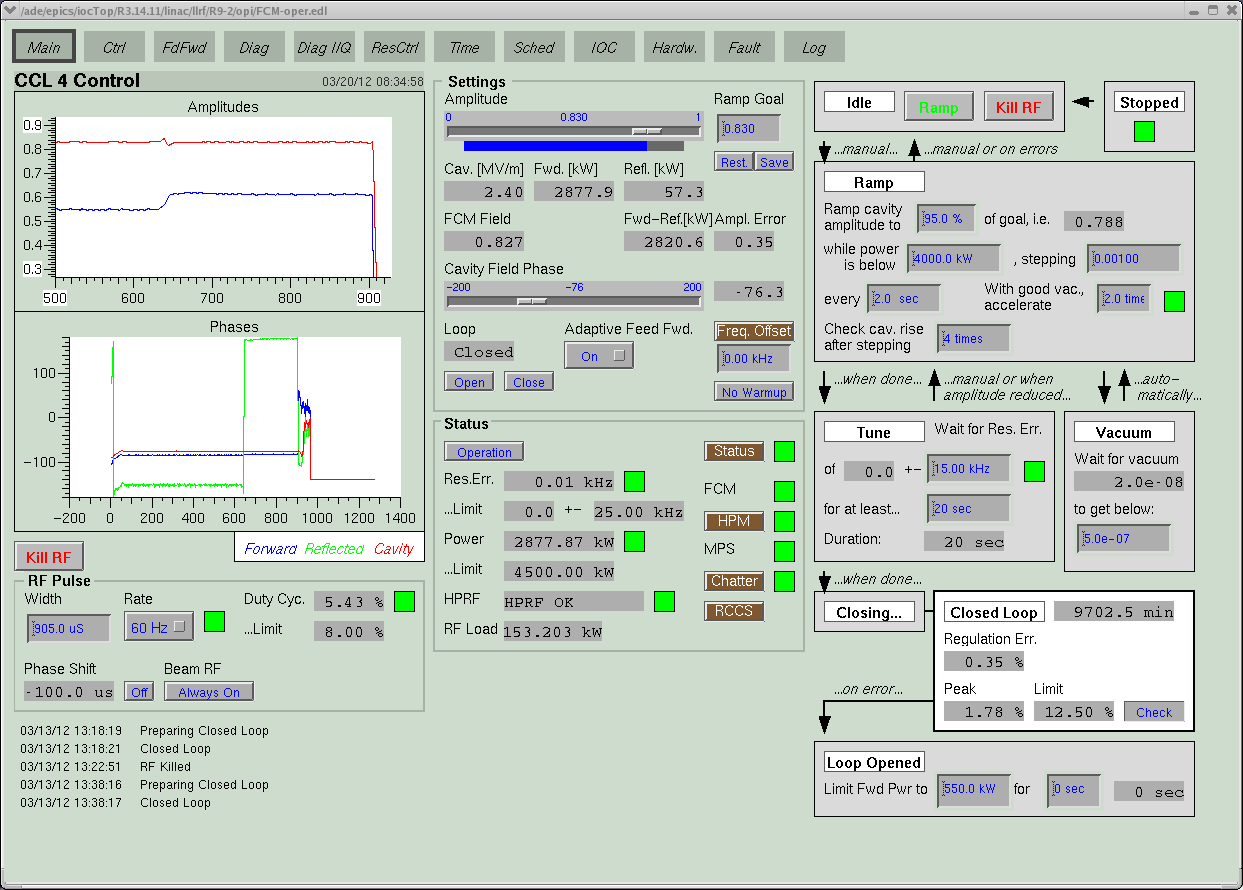 /ade/epics/iocTop/R3.14.11/linac/llrf/R9-2/opi/FCM-oper.edl
Main Ctrl FdFwd Diag Diag I/Q ResCtrl Time Sched IOC Hardw. Fault Log
CCL 4 Control 03/20/12 08:34:58
Amplitudes
0.9
0.8
0.7
0.6
0.5
0.4
0.3
500 600 700 800 900
Phases
100
0
-100
-200 0 200 400 600 800 1000 1200 1400
Forward Reflected Cavity
Kill RF
RF Pulse
Width Rate Duty Cyc. 5.43 %
905.0 uS 60 Hz ...Limit 8.00 %
Phase Shift Beam RF
-100.0 us Off Always On
03/13/12 13:18:19 Preparing Closed Loop
03/13/12 13:18:21 Closed Loop
03/13/12 13:22:51 RF Killed
03/13/12 13:38:16 Preparing Closed Loop
03/13/12 13:38:17 Closed Loop
Settings
Amplitude Ramp Goal
0 0.830 1
0.830
Rest. Save
Cav. [MV/m] Fwd. [kW] Refl. [kW]
2.40 2877.9 57.3
FCM Field Fwd-Ref.[kW] Ampl. Error
0.827 2820.6 0.35
Cavity Field Phase
-200 -76 200
-76.3
Loop Adaptive Feed Fwd. Freq. Offset
Closed On 0.00 kHz
Open Close No Warmup
Status
Operation Status
Res.Err. 0.01 kHz FCM
...Limit 0.0 +- 25.00 kHz HPM
Power 2877.87 kW MPS
...Limit 4500.00 kW Chatter
HPRF HPRF OK RCCS
RF Load 153.203 kW
Idle Ramp Kill RF Stopped
...manual... ...manual or on errors
Ramp
Ramp cavity
amplitude to 95.0 % of goal, i.e. 0.788
while power
is below 4000.0 kW , stepping 0.00100
every 2.0 sec With good vac.,
accelerate 2.0 time
Check cav. rise
after stepping 4 times
...when done... ...manual or when
amplitude reduced...
...auto-
matically...
Tune Wait for Res. Err.
of 0.0 +- 15.00 kHz
for at least... 20 sec
Duration: 20 sec
Vacuum
Wait for vacuum
2.0e-08
to get below:
5.0e-07
...when done...
Closing... Closed Loop 9702.5 min
Regulation Err.
0.35 %
Peak Limit
1.78 % 12.50 % Check
...on error...
Loop Opened
Limit Fwd Pwr to 550.0 kW for 0 sec 0 sec